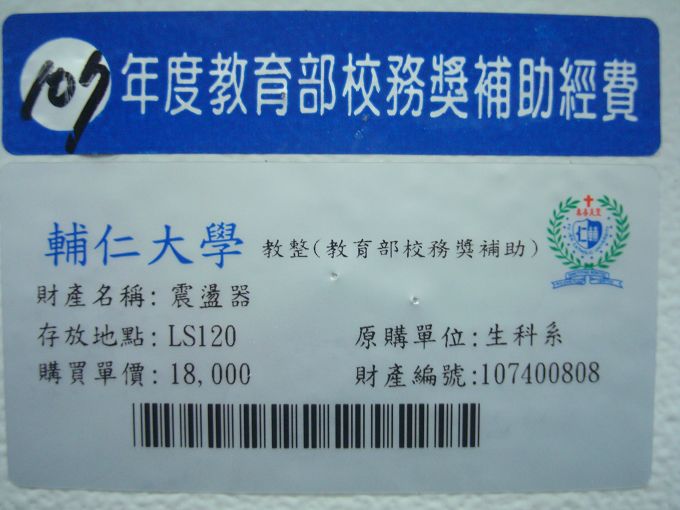 107年度教育部校務獎補助經費
輔仁大學 教整(教育部校務獎補助)
財產名稱: 震盪器
存放地點: LS120 原購單位:生科系
購買單價: 18,000 財產編號:107400808